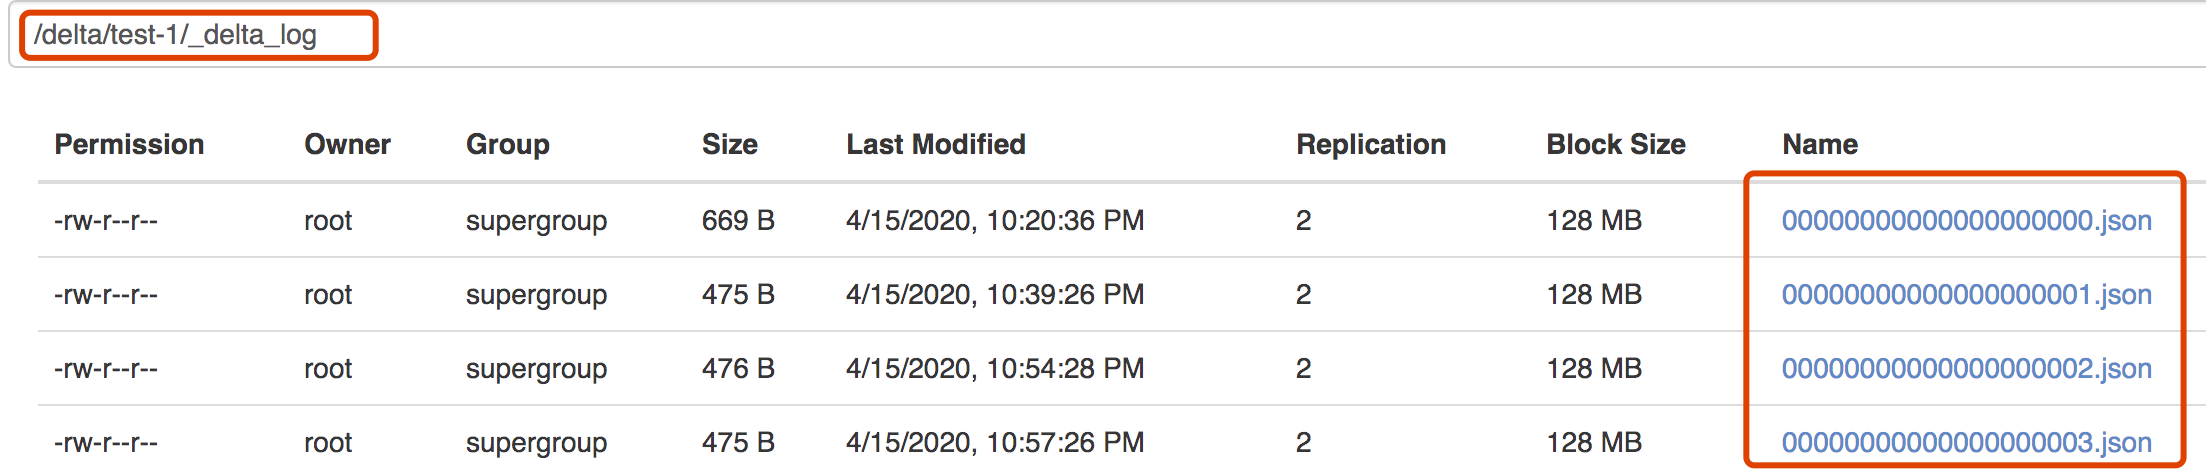 /delta/test-1/_delta_log
Permission Owner Group Size Last Modified Replication Block Size Name
-rw-r--r-- root supergroup 669 B 4/15/2020, 10:20:36 PM 2 128 MB 00000000000000000000.json
-rw-r--r-- root supergroup 475 B 4/15/2020, 10:39:26 PM 2 128 MB 00000000000000000001.json
-rw-r--r-- root supergroup 476 B 4/15/2020, 10:54:28 PM 2 128 MB 00000000000000000002.json
-rw-r--r-- root supergroup 475 B 4/15/2020, 10:57:26 PM 2 128 MB 00000000000000000003.json